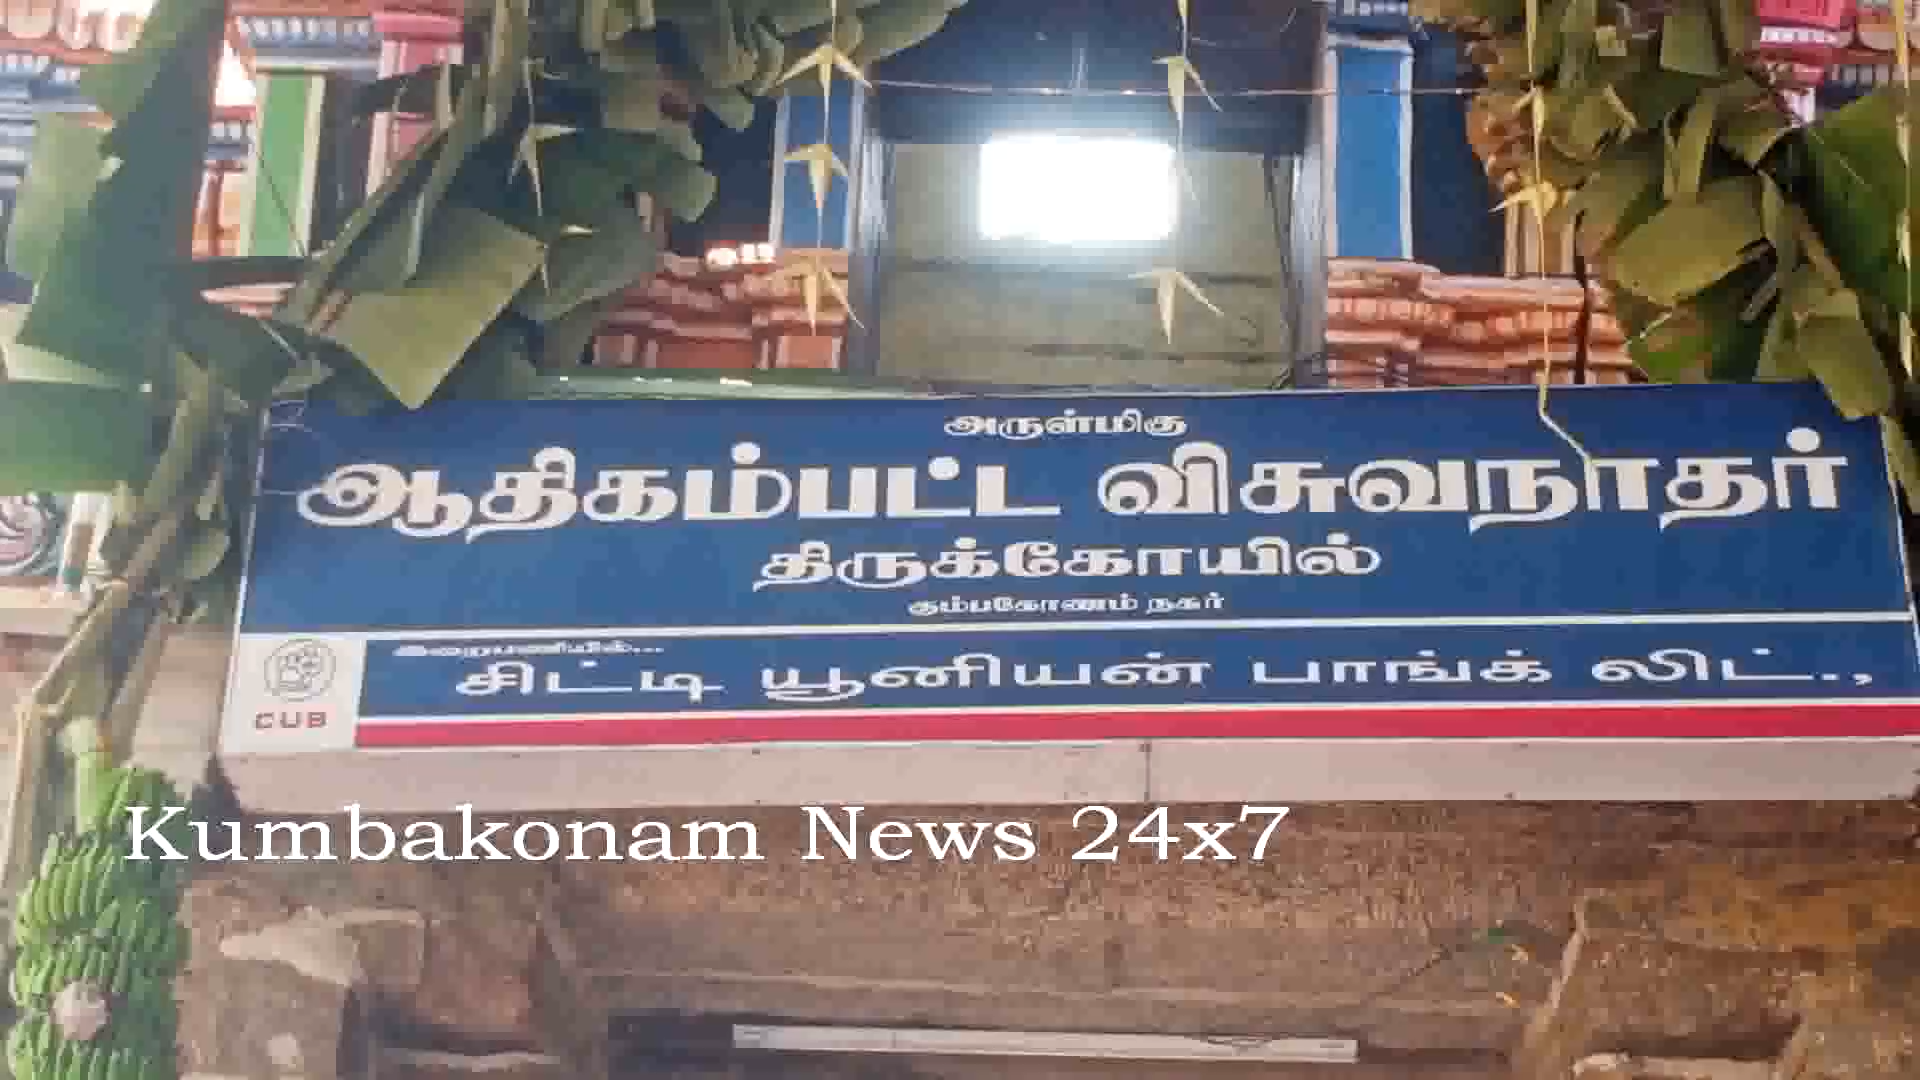 அருள்மிகு
ஆதிகம்பட்ட விசுவநாதர்
திருக்கோயில்
கும்பகோணம் நகர்
இறைபணியில்...
சிட்டி யூனியன் பாங்க் லிட்.,
CUB
Kumbakonam News 24x7